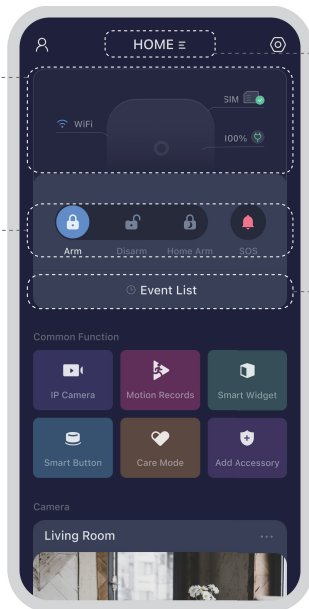 HOME
SIM
WiFi
100%
Arm Disarm Home Arm SOS
Event List
Common Function
IP Camera Motion Records Smart Widget
Smart Button Care Mode Add Accessory
Camera
Living Room